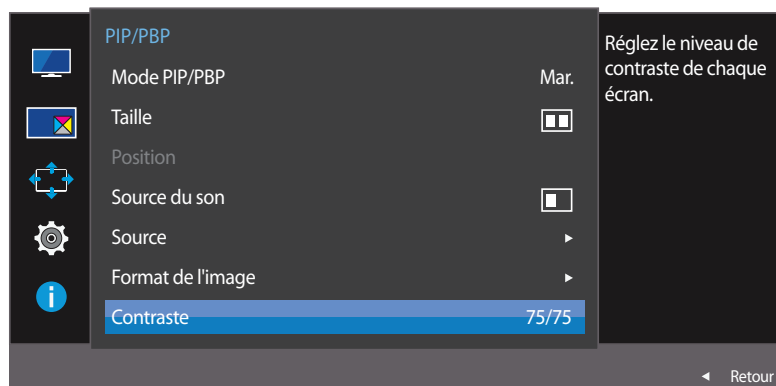 PIP/PBP
Mode PIP/PBP Mar.
Taille
Position
Source du son
Source
Format de l'image
Contraste 75/75
Réglez le niveau de
contraste de chaque
écran.
Retour